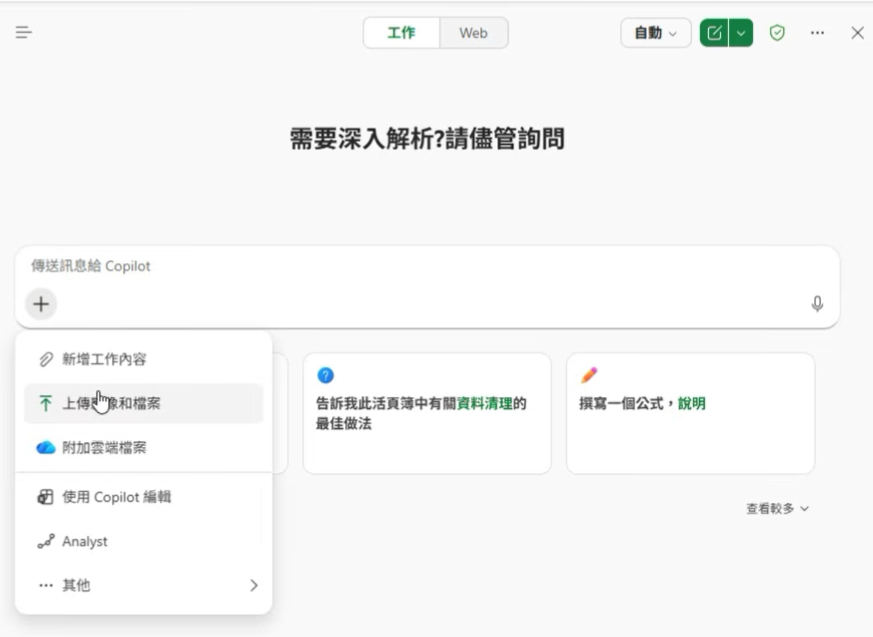 工作
Web
自動
需要深入解析?請儘管詢問
傳送訊息給 Copilot
新增工作內容
上傳影像和檔案
附加雲端檔案
使用 Copilot 編輯
Analyst
其他
告訴我此活頁簿中有關資料清理的
最佳做法
撰寫一個公式，說明
查看較多